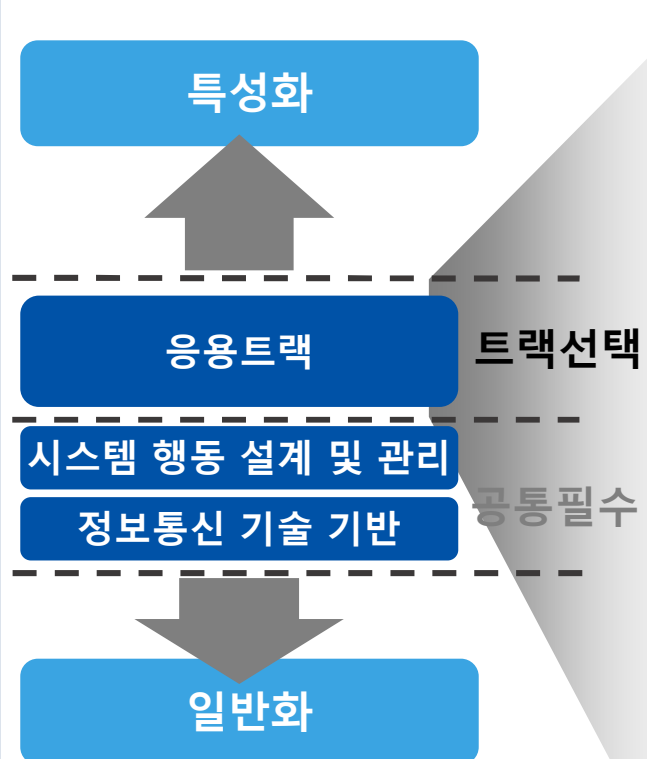 특성화
응용트랙
트랙선택
시스템 행동 설계 및 관리
공통필수
정보통신 기술 기반
일반화